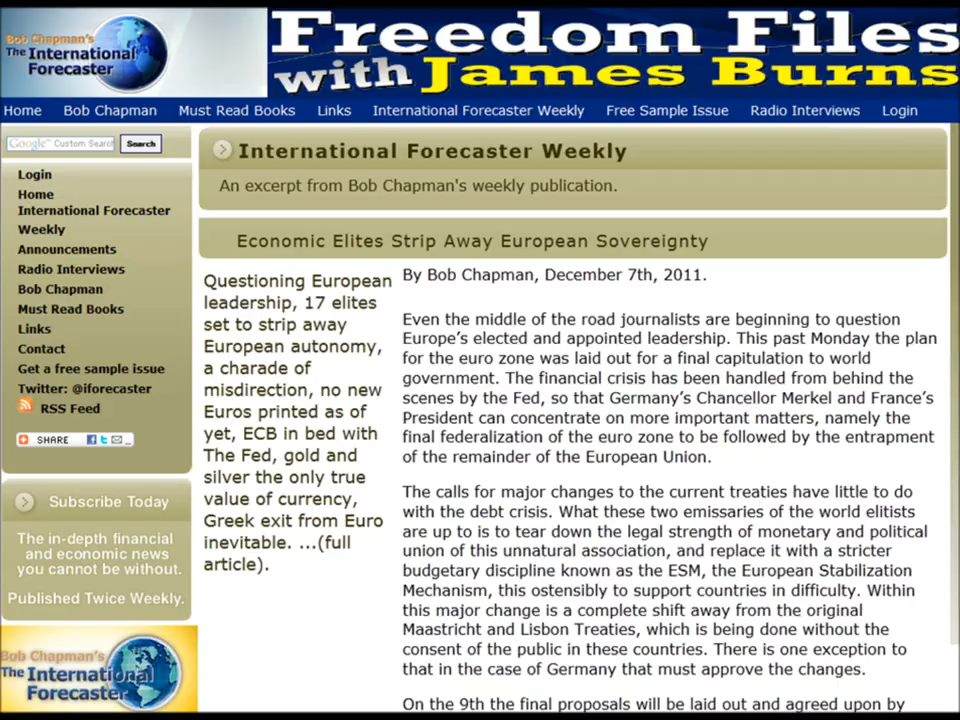 Bob Chapman's
The International
Forecaster
Freedom Files
with James Burns
Home Bob Chapman Must Read Books Links International Forecaster Weekly Free Sample Issue Radio Interviews Login
Google™ Custom Search Search
Login
Home
International Forecaster
Weekly
Announcements
Radio Interviews
Bob Chapman
Must Read Books
Links
Contact
Get a free sample issue
Twitter: @iforecaster
RSS Feed
SHARE
Subscribe Today
The in-depth financial
and economic news
you cannot be without.
Published Twice Weekly.
Bob Chapman's
The International
Forecaster
International Forecaster Weekly
An excerpt from Bob Chapman's weekly publication.
Economic Elites Strip Away European Sovereignty
Questioning European
leadership, 17 elites
set to strip away
European autonomy,
a charade of
misdirection, no new
Euros printed as of
yet, ECB in bed with
The Fed, gold and
silver the only true
value of currency,
Greek exit from Euro
inevitable. ...(full
article).
By Bob Chapman, December 7th, 2011.
Even the middle of the road journalists are beginning to question
Europe's elected and appointed leadership. This past Monday the plan
for the euro zone was laid out for a final capitulation to world
government. The financial crisis has been handled from behind the
scenes by the Fed, so that Germany's Chancellor Merkel and France's
President can concentrate on more important matters, namely the
final federalization of the euro zone to be followed by the entrapment
of the remainder of the European Union.
The calls for major changes to the current treaties have little to do
with the debt crisis. What these two emissaries of the world elitists
are up to is to tear down the legal strength of monetary and political
union of this unnatural association, and replace it with a stricter
budgetary discipline known as the ESM, the European Stabilization
Mechanism, this ostensibly to support countries in difficulty. Within
this major change is a complete shift away from the original
Maastricht and Lisbon Treaties, which is being done without the
consent of the public in these countries. There is one exception to
that in the case of Germany that must approve the changes.
On the 9th the final proposals will be laid out and agreed upon by